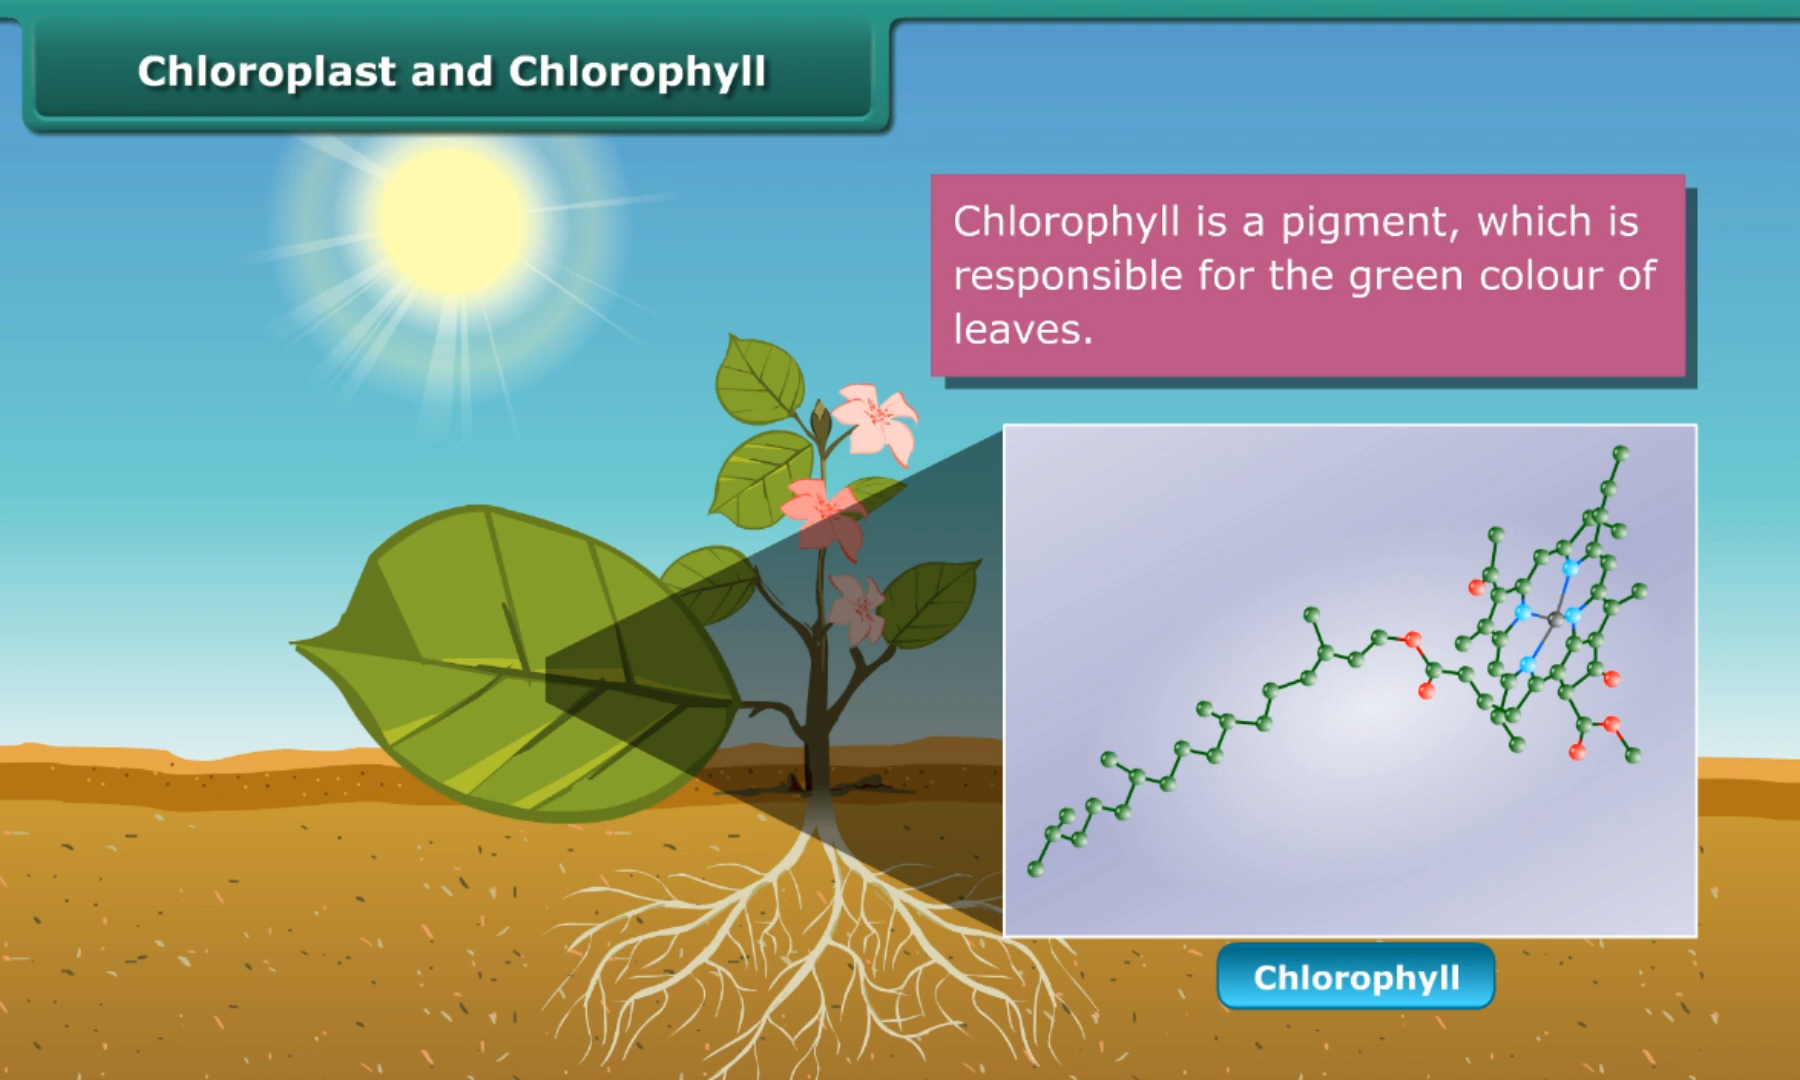 Chloroplast and Chlorophyll
Chlorophyll is a pigment, which is
responsible for the green colour of
leaves.
Chlorophyll